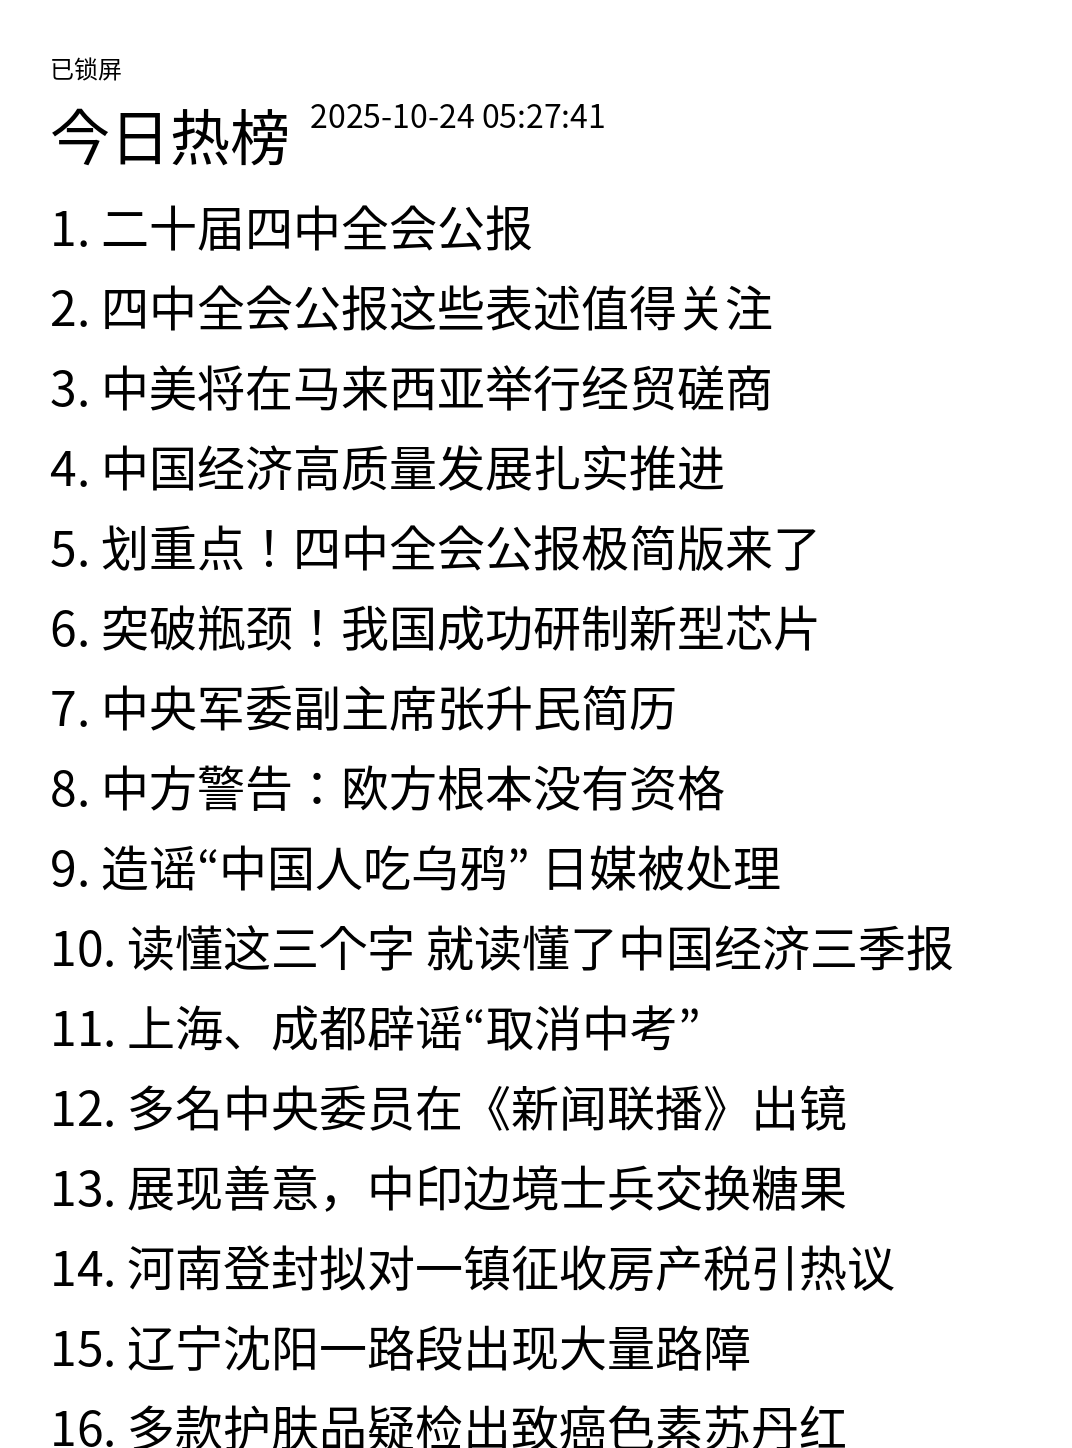 已锁屏
今日热榜 2025-10-24 05:27:41
1. 二十届四中全会公报
2. 四中全会公报这些表述值得关注
3. 中美将在马来西亚举行经贸磋商
4. 中国经济高质量发展扎实推进
5. 划重点！四中全会公报极简版来了
6. 突破瓶颈！我国成功研制新型芯片
7. 中央军委副主席张升民简历
8. 中方警告：欧方根本没有资格
9. 造谣“中国人吃乌鸦” 日媒被处理
10. 读懂这三个字 就读懂了中国经济三季报
11. 上海、成都辟谣“取消中考”
12. 多名中央委员在《新闻联播》出镜
13. 展现善意，中印边境士兵交换糖果
14. 河南登封拟对一镇征收房产税引热议
15. 辽宁沈阳一路段出现大量路障
16. 多款护肤品疑检出致癌色素苏丹红